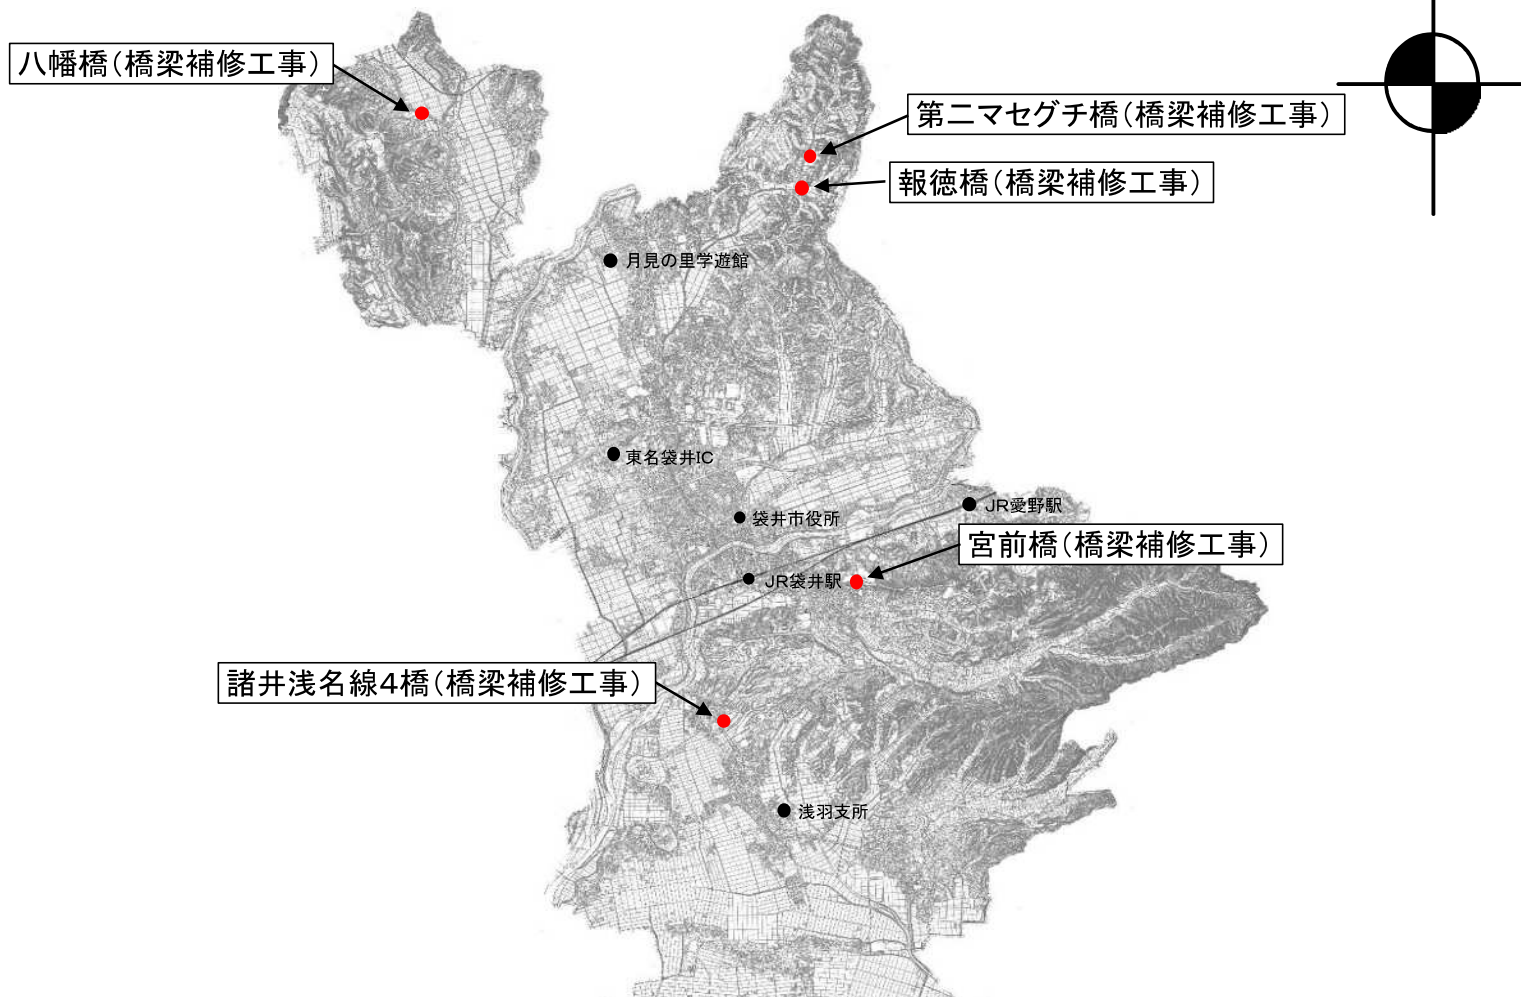 八幡橋(橋梁補修工事)
第二マセグチ橋(橋梁補修工事)
報徳橋(橋梁補修工事)
月見の里学遊館
東名袋井IC
JR愛野駅
袋井市役所
宮前橋(橋梁補修工事)
JR袋井駅
諸井浅名線4橋(橋梁補修工事)
浅羽支所